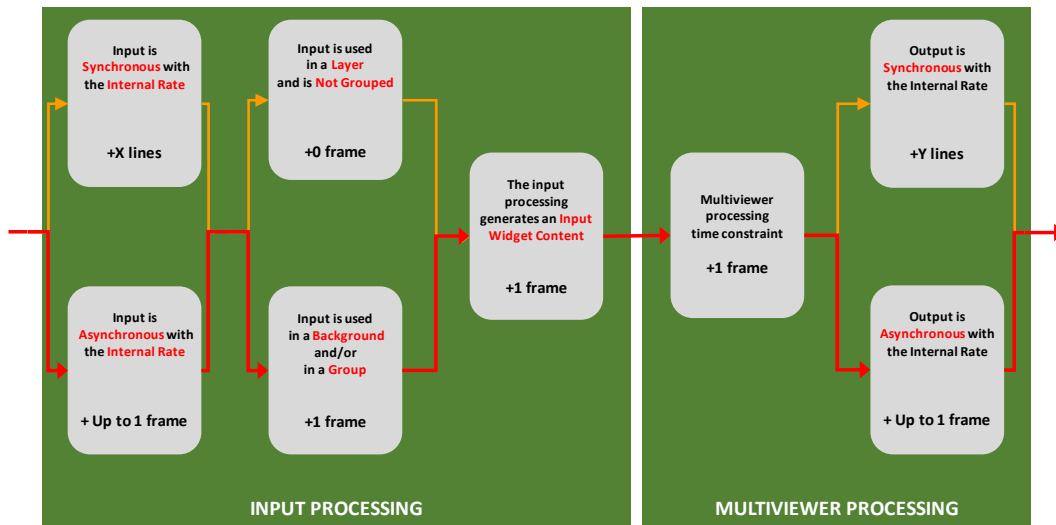 Input is
Synchronous with
the Internal Rate
+X lines
Input is
Asynchronous with
the Internal Rate
+ Up to 1 frame
Input is used
in a Layer
and is Not Grouped
+0 frame
Input is used
in a Background
and/or
in a Group
+1 frame
The input
processing
generates an Input
Widget Content
+1 frame
INPUT PROCESSING
Multiviewer
processing
time constraint
+1 frame
Output is
Synchronous with
the Internal Rate
+Y lines
Output is
Asynchronous with
the Internal Rate
+ Up to 1 frame
MULTIVIEWER PROCESSING